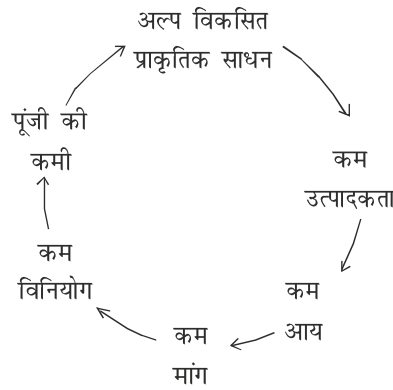 अल्प विकसित
प्राकृतिक साधन
कम
उत्पादकता
कम
आय
कम
मांग
कम
विनियोग
पूंजी की
कमी